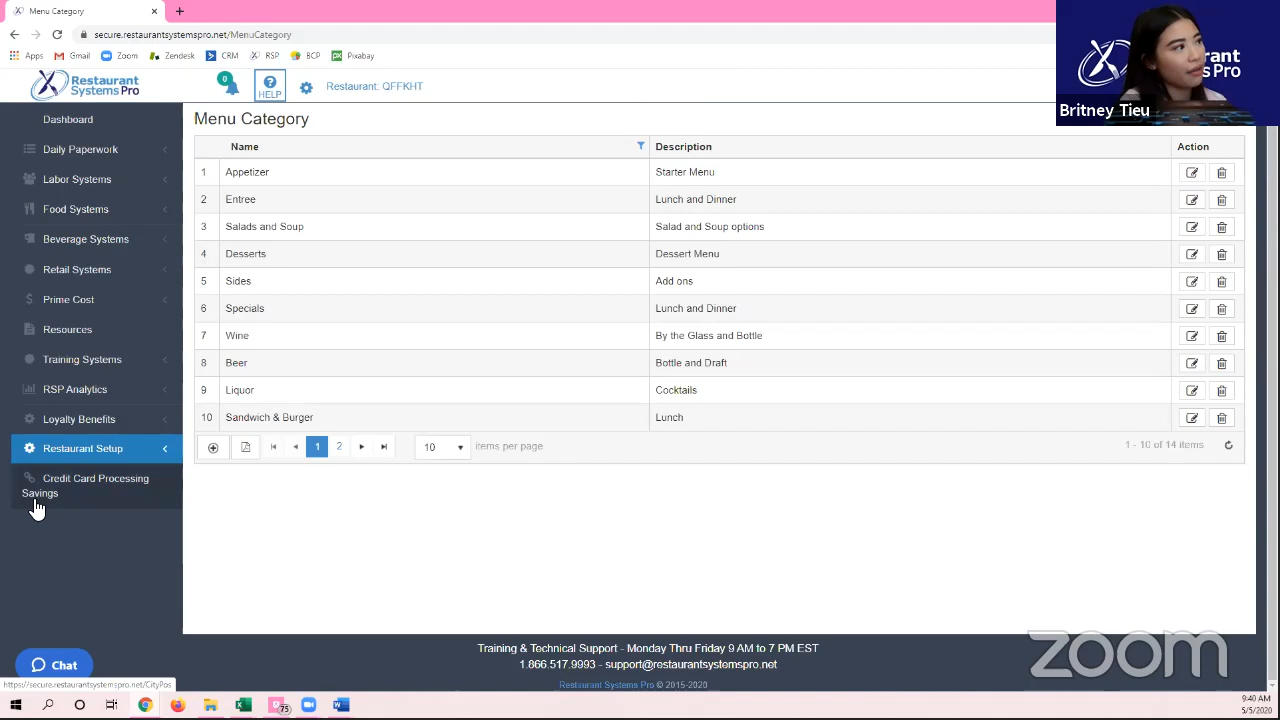 Menu Category
secure.restaurantsystemspro.net/MenuCategory
Apps
Gmail
Zoom
Zendesk
CRM
RSP
BCP
Pixabay
Restaurant
Systems Pro
0
HELP
Restaurant: QFFKHT
Britney Tieu
Dashboard
Daily Paperwork
Labor Systems
Food Systems
Beverage Systems
Retail Systems
Prime Cost
Resources
Training Systems
RSP Analytics
Loyalty Benefits
Restaurant Setup
Credit Card Processing
Savings
Chat
https://secure.restaurantsystemspro.net/CityPos
Menu Category
Name Description Action
1 Appetizer Starter Menu
2 Entree Lunch and Dinner
3 Salads and Soup Salad and Soup options
4 Desserts Dessert Menu
5 Sides Add ons
6 Specials Lunch and Dinner
7 Wine By the Glass and Bottle
8 Beer Bottle and Draft
9 Liquor Cocktails
10 Sandwich & Burger Lunch
1 2 10 items per page 1 - 10 of 14 items
Training & Technical Support - Monday Thru Friday 9 AM to 7 PM EST
1.866.517.9993 - support@restaurantsystemspro.net
Restaurant Systems Pro © 2015-2020
zoom
75
9:40 AM
5/5/2020